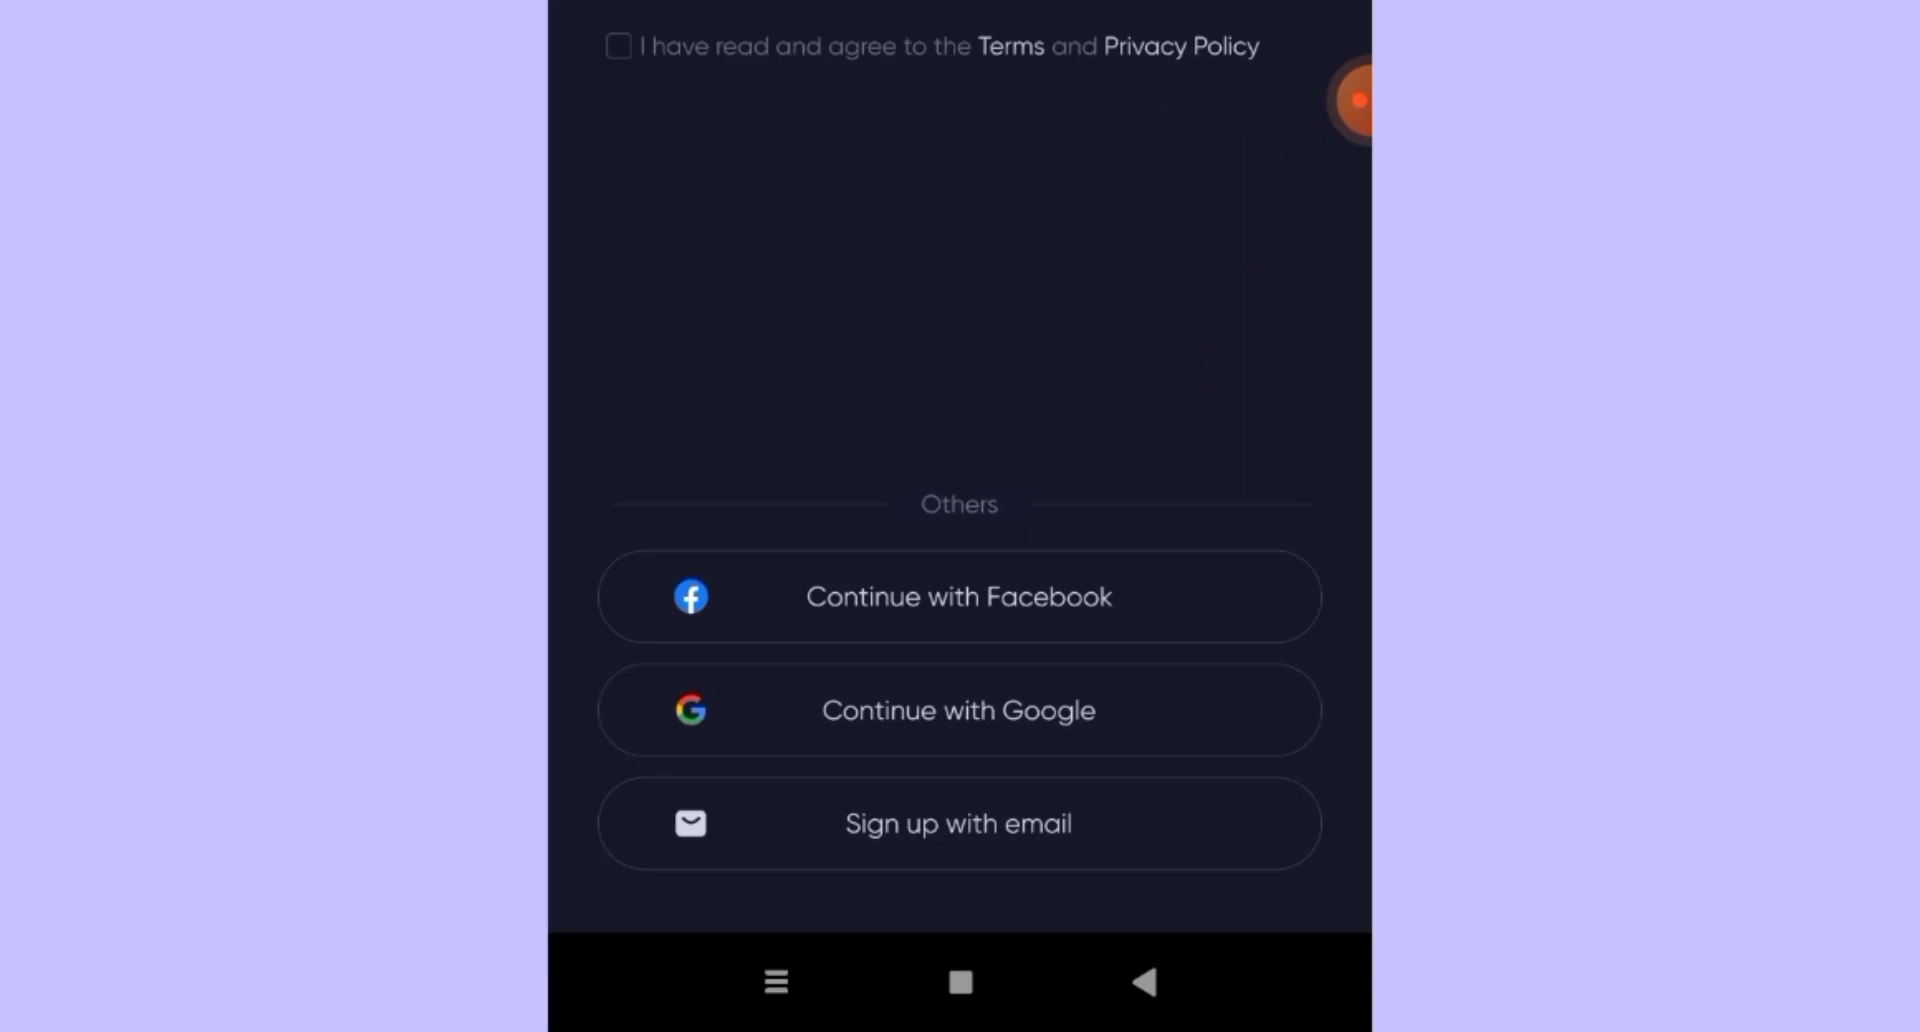 I have read and agree to the Terms and Privacy Policy
Others
Continue with Facebook
Continue with Google
Sign up with email